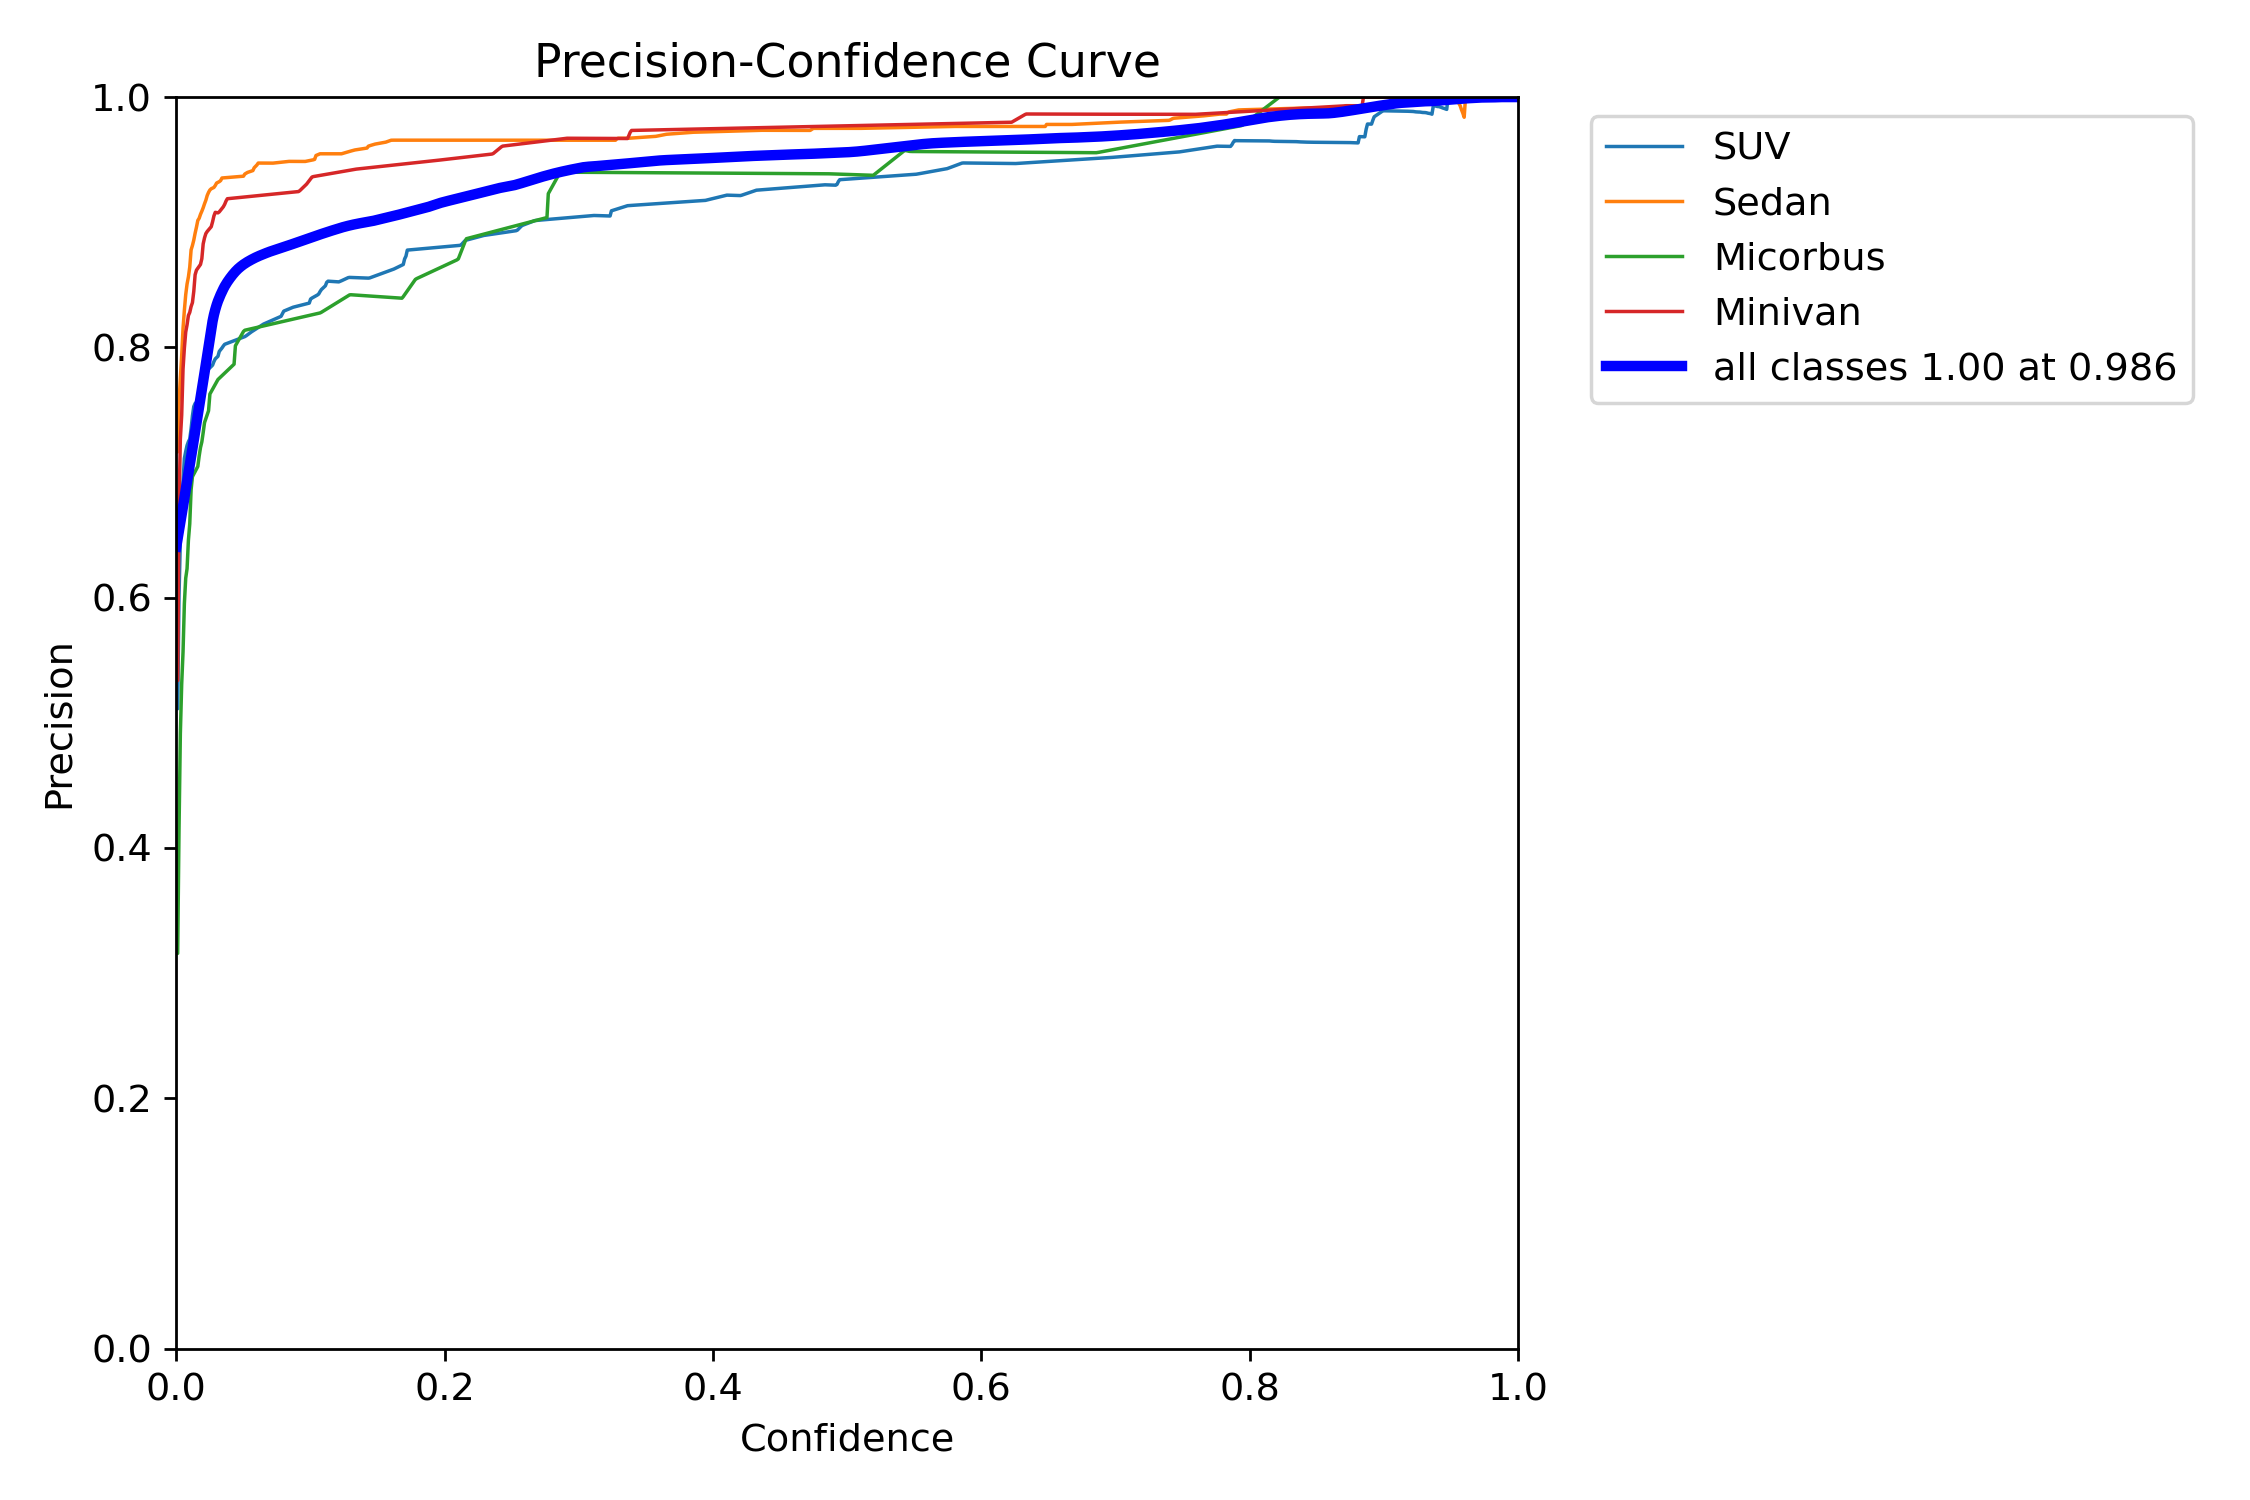 Precision-Confidence Curve
1.0
0.8
0.6
0.4
0.2
0.0
Precision
0.0 0.2 0.4 0.6 0.8 1.0
Confidence
SUV
Sedan
Micorbus
Minivan
all classes 1.00 at 0.986